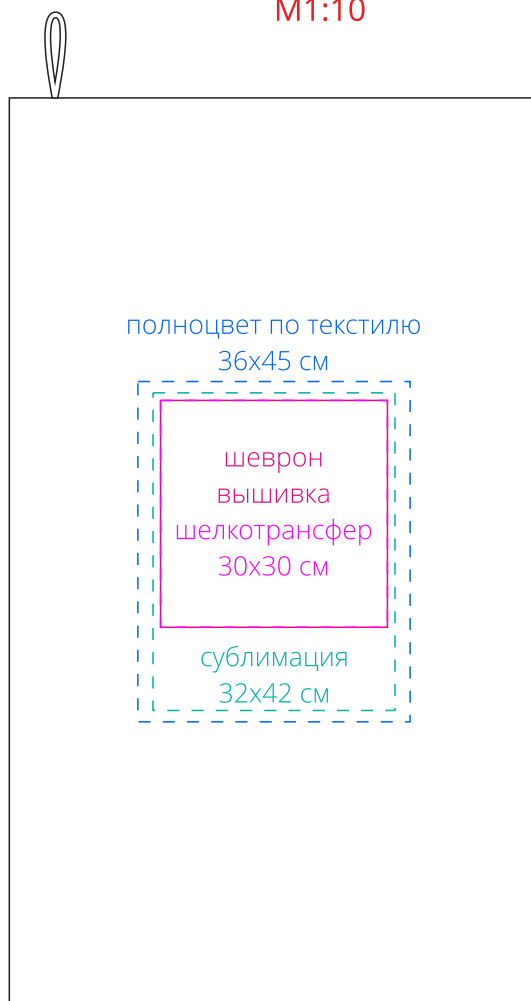 М1:10
полноцвет по текстилю
36х45 см
шеврон
вышивка
шелкотрансфер
30х30 см
сублимация
32х42 см